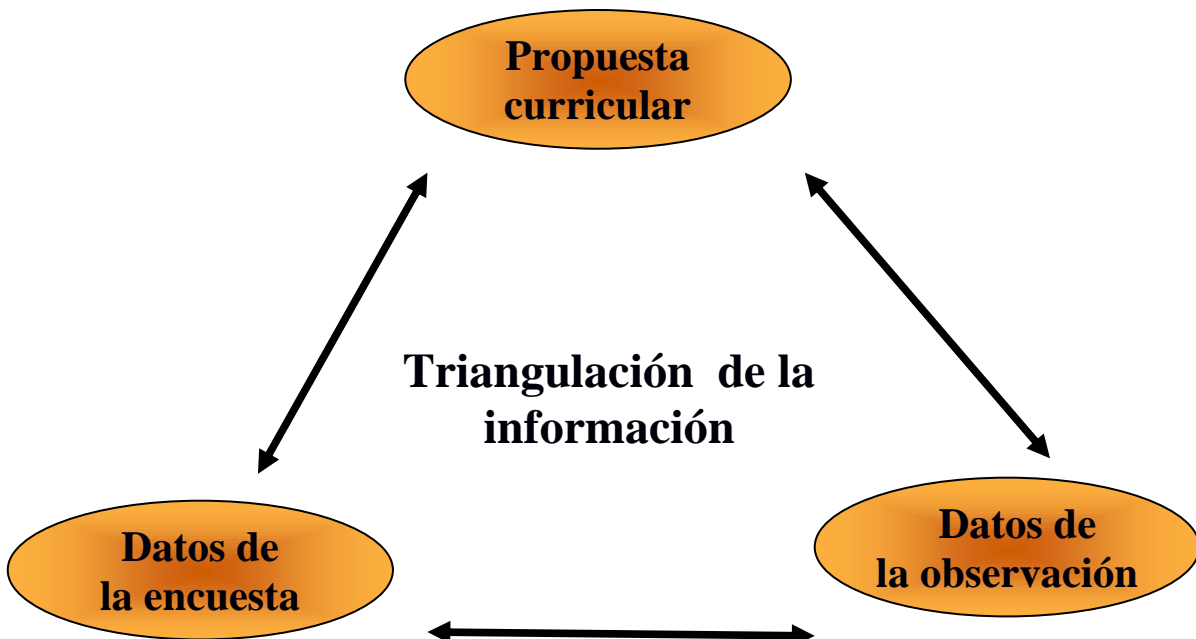 Propuesta
curricular
Triangulación  de la
información
Datos de
la encuesta
Datos de
la observación